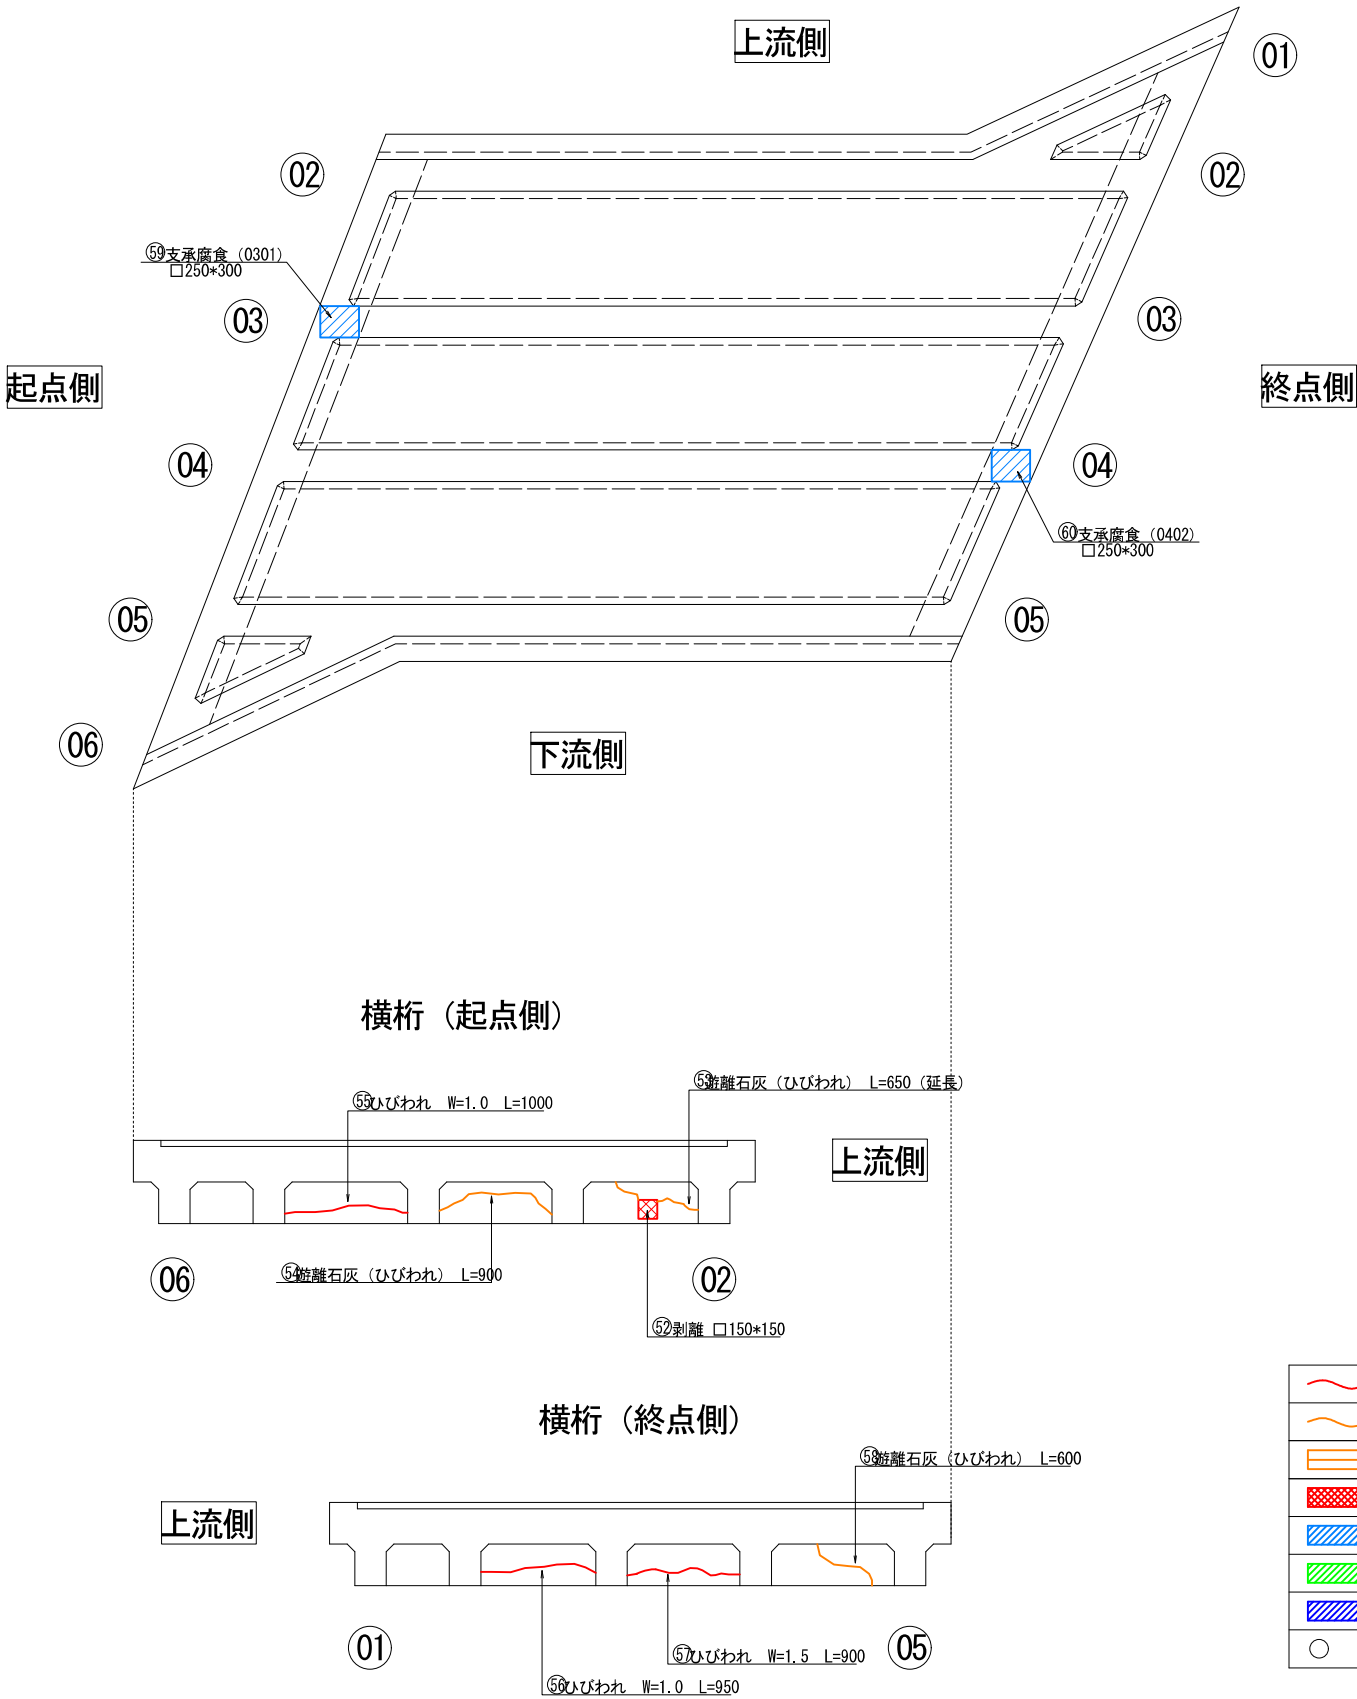 上流側
01
02
02
㊾支承腐食（0301）
□250*300
03
03
起点側
終点側
04
04
60支承腐食（0402）
□250*300
05
05
06
下流側
横桁（起点側）
53遊離石灰（ひびわれ） L=650（延長）
55ひびわれ W=1.0 L=1000
上流側
54遊離石灰（ひびわれ） L=900
06
02
52剥離 □150*150
横桁（終点側）
58遊離石灰（ひびわれ） L=600
上流側
01
05
57ひびわれ W=1.5 L=900
56ひびわれ W=1.0 L=950